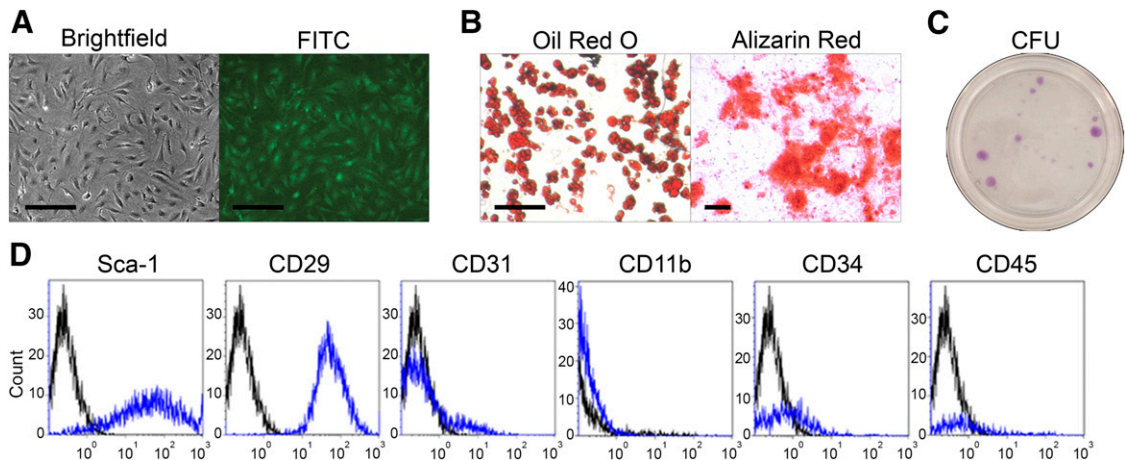 A B C
Brightfield FITC Oil Red O Alizarin Red CFU
D
Sca-1 CD29 CD31 CD11b CD34 CD45
Count
30 30 30 40 30 30
30
20 20 20 20 20 20
10 10 10 10 10 10
0 0 0 0 0 0
10⁰ 10¹ 10² 10³ 10⁰ 10¹ 10² 10³ 10⁰ 10¹ 10² 10³ 10⁰ 10¹ 10² 10³ 10⁰ 10¹ 10² 10³ 10⁰ 10¹ 10² 10³